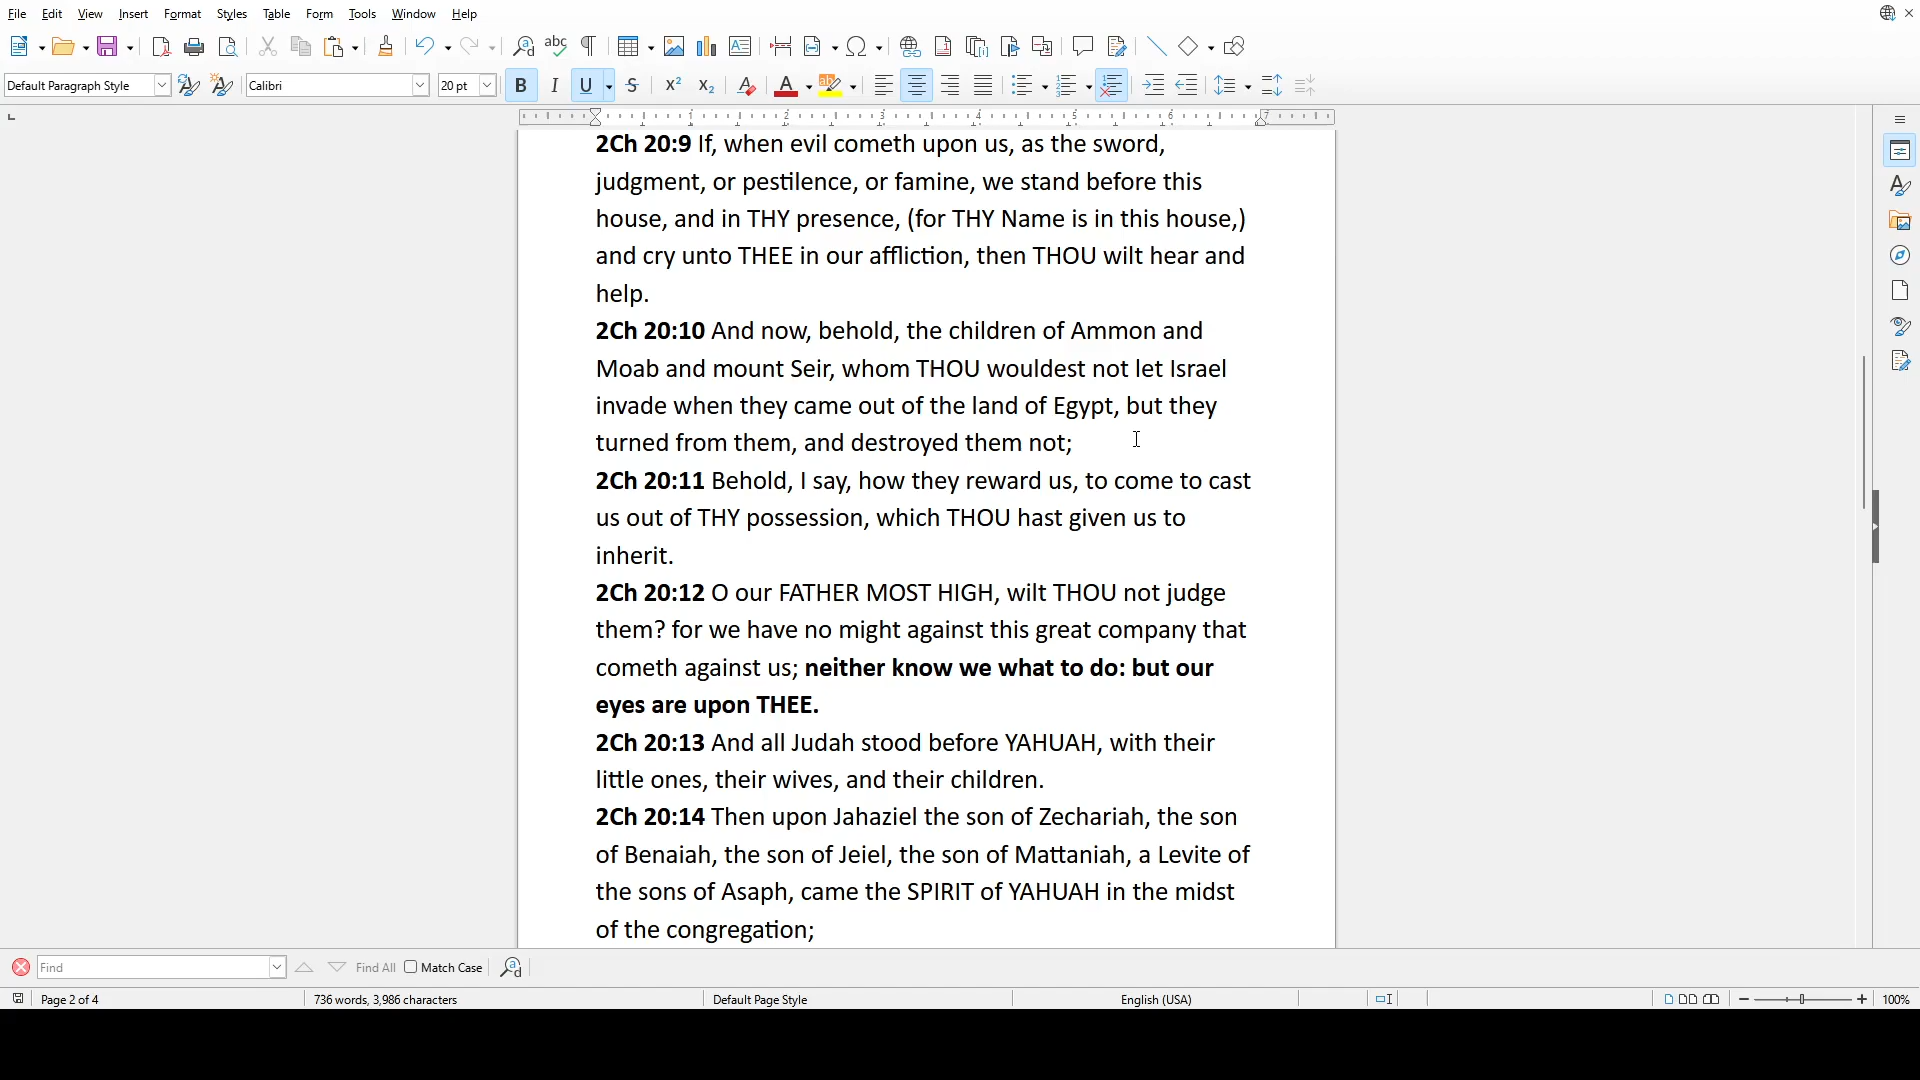 File Edit View Insert Format Styles Table Form Tools Window Help
Default Paragraph Style Calibri 20 pt
1 2 3 4 5 6 7
2Ch 20:9 If, when evil cometh upon us, as the sword,
judgment, or pestilence, or famine, we stand before this
house, and in THY presence, (for THY Name is in this house,)
and cry unto THEE in our affliction, then THOU wilt hear and
help.
2Ch 20:10 And now, behold, the children of Ammon and
Moab and mount Seir, whom THOU wouldest not let Israel
invade when they came out of the land of Egypt, but they
turned from them, and destroyed them not;
2Ch 20:11 Behold, I say, how they reward us, to come to cast
us out of THY possession, which THOU hast given us to
inherit.
2Ch 20:12 O our FATHER MOST HIGH, wilt THOU not judge
them? for we have no might against this great company that
cometh against us; neither know we what to do: but our
eyes are upon THEE.
2Ch 20:13 And all Judah stood before YAHUAH, with their
little ones, their wives, and their children.
2Ch 20:14 Then upon Jahaziel the son of Zechariah, the son
of Benaiah, the son of Jeiel, the son of Mattaniah, a Levite of
the sons of Asaph, came the SPIRIT of YAHUAH in the midst
of the congregation;
Find Find All Match Case
Page 2 of 4 736 words, 3,986 characters Default Page Style English (USA) 100%